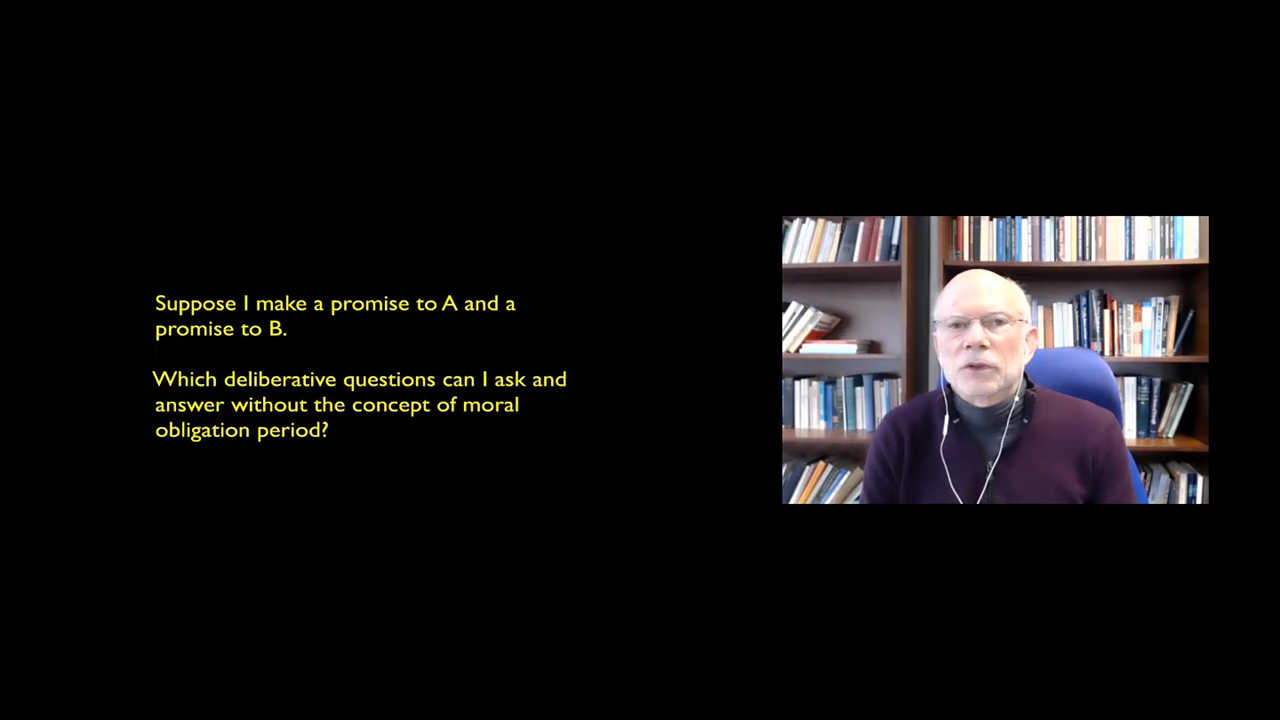 Suppose I make a promise to A and a
promise to B.
Which deliberative questions can I ask and
answer without the concept of moral
obligation period?